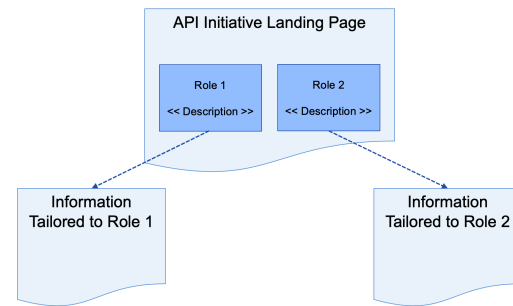 API Initiative Landing Page
Role 1
<< Description >>
Role 2
<< Description >>
Information
Tailored to Role 1
Information
Tailored to Role 2